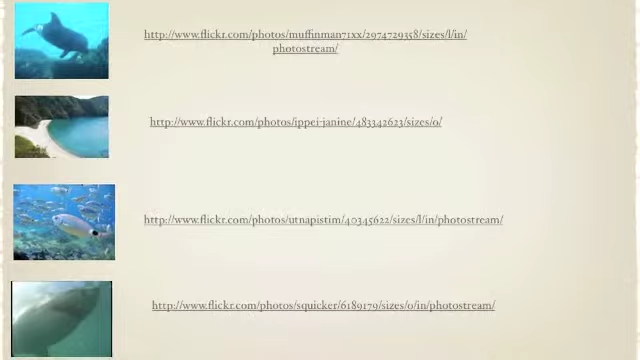 http://www.flickr.com/photos/muffinman71xx/2974729358/sizes/l/in/
photostream/
http://www.flickr.com/photos/ippei-janine/483342623/sizes/o/
http://www.flickr.com/photos/utnapistim/40345622/sizes/l/in/photostream/
http://www.flickr.com/photos/squicker/6189179/sizes/o/in/photostream/